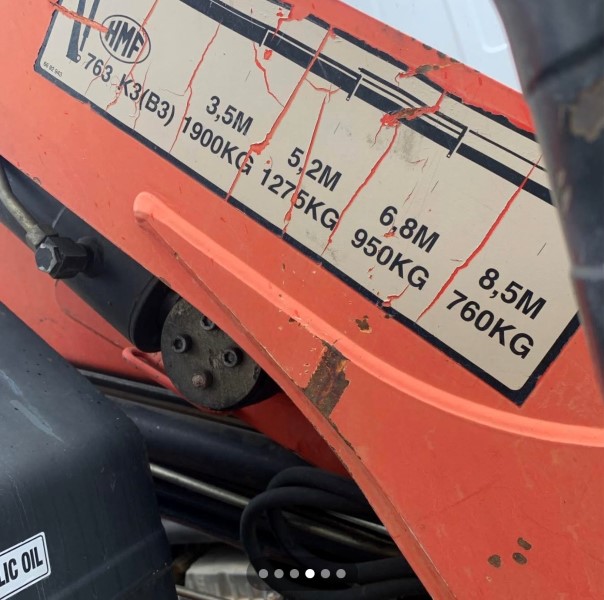 HMF
763 K3(B3)
3,5M
1900KG
5,2M
1275KG
6,8M
950KG
8,5M
760KG
LIC OIL